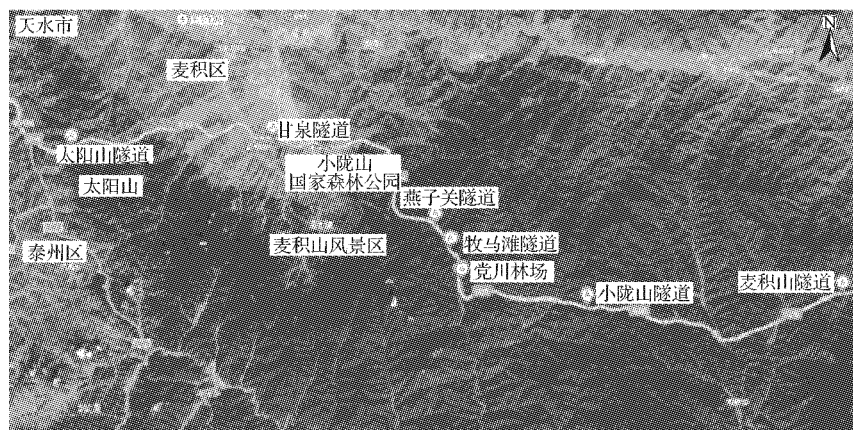 天水市
N
麦积区
甘泉隧道
太阳山隧道
小陇山
国家森林公园
太阳山
燕子关隧道
麦积山风景区
牧马滩隧道
泰州区
党川林场
麦积山隧道
小陇山隧道